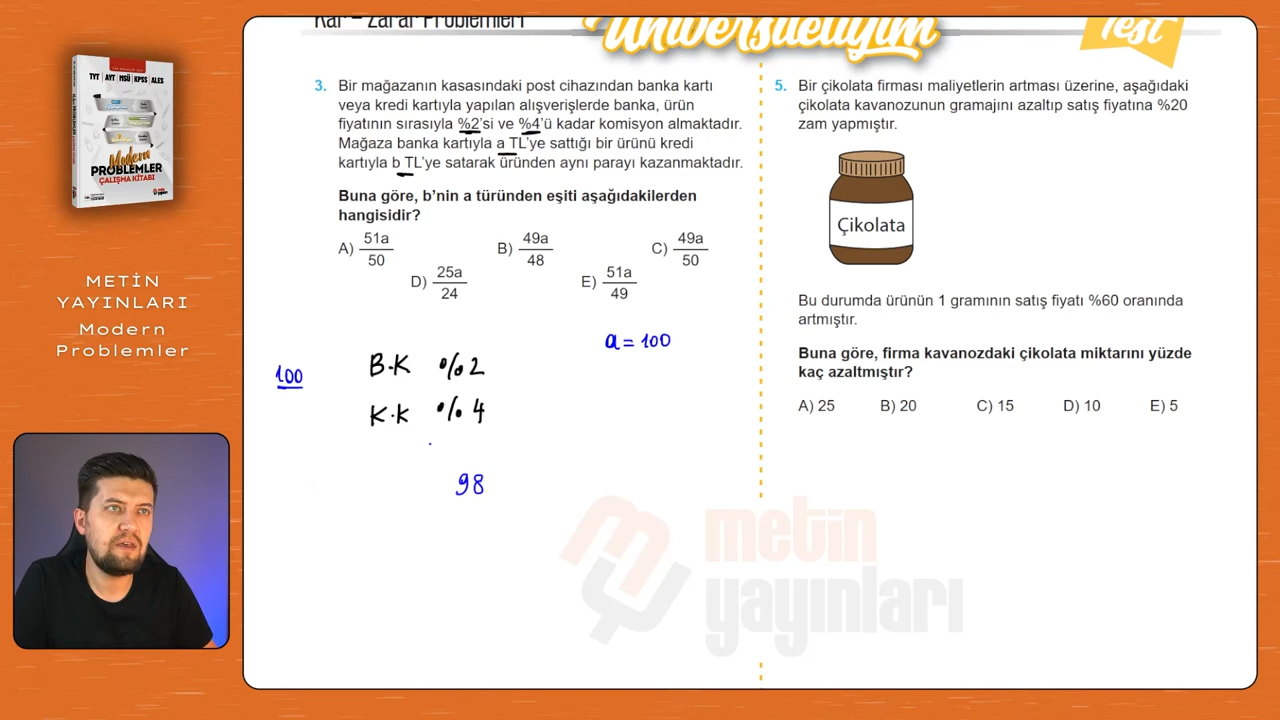 Kar – Zarar Problemleri
Üniversiteliyim
Test
TYT | AYT | MSÜ | KPSS | ALES
Modern
PROBLEMLER
ÇALIŞMA KİTABI
METİN
YAYINLARI
Modern
Problemler
3. Bir mağazanın kasasındaki post cihazından banka kartı
veya kredi kartıyla yapılan alışverişlerde banka, ürün
fiyatının sırasıyla %2'si ve %4'ü kadar komisyon almaktadır.
Mağaza banka kartıyla a TL'ye sattığı bir ürünü kredi
kartıyla b TL'ye satarak üründen aynı parayı kazanmaktadır.
Buna göre, b'nin a türünden eşiti aşağıdakilerden
hangisidir?
A) 51a/50 B) 49a/48 C) 49a/50
D) 25a/24 E) 51a/49
a = 100
100
B.K %2
K.K %4
98
5. Bir çikolata firması maliyetlerin artması üzerine, aşağıdaki
çikolata kavanozunun gramajını azaltıp satış fiyatına %20
zam yapmıştır.
Çikolata
Bu durumda ürünün 1 gramının satış fiyatı %60 oranında
artmıştır.
Buna göre, firma kavanozdaki çikolata miktarını yüzde
kaç azaltmıştır?
A) 25 B) 20 C) 15 D) 10 E) 5
metin
yayınları